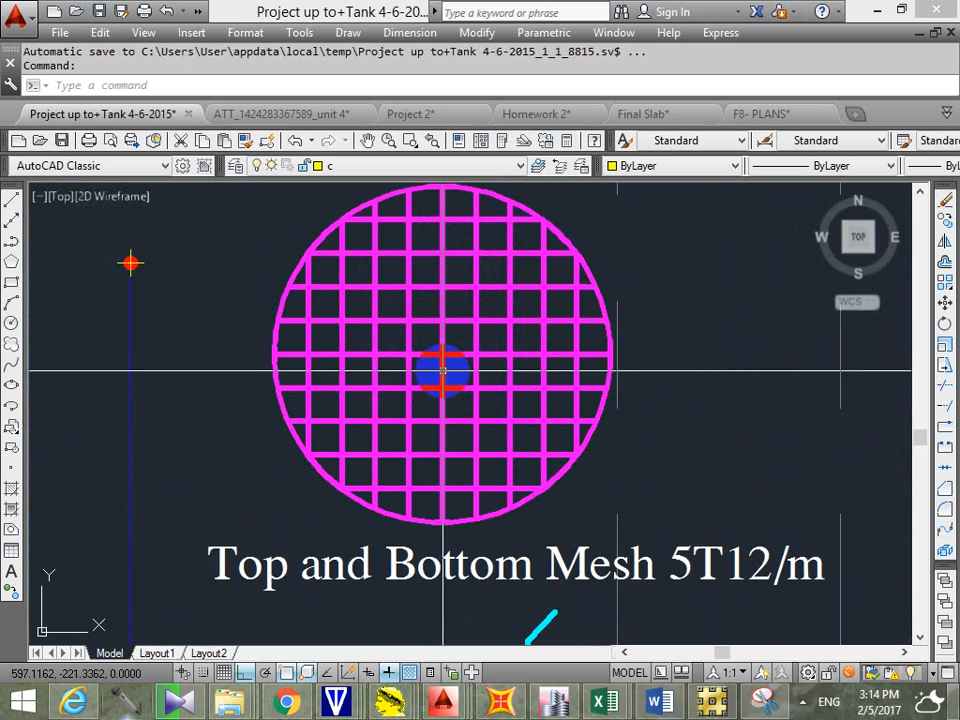 Project up to+Tank 4-6-20...
Type a keyword or phrase
Sign In
File Edit View Insert Format Tools Draw Dimension Modify Parametric Window Help Express
Automatic save to C:\Users\User\appdata\local\temp\Project up to+Tank 4-6-2015_1_1_8815.sv$ ...
Command:
Type a command
Project up to+Tank 4-6-2015* ATT_1424283367589_unit 4* Project 2* Homework 2* Final Slab* F8- PLANS*
Standard Standard Standard
AutoCAD Classic c ByLayer ByLayer ByLayer
[−][Top][2D Wireframe]
N
W TOP E
S
WCS
Top and Bottom Mesh 5T12/m
Y
X
Model Layout1 Layout2
597.1162, -221.3362, 0.0000 MODEL 1:1
ENG 3:14 PM
2/5/2017